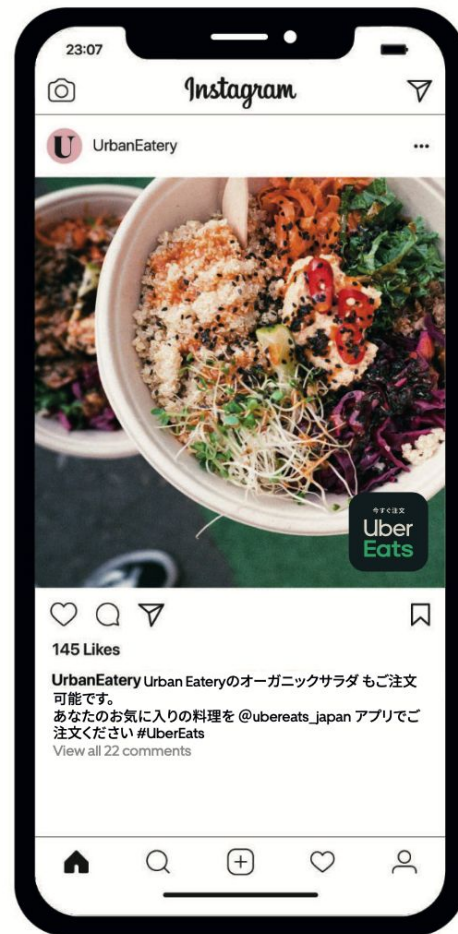 23:07
Instagram
U UrbanEatery
今すぐ注文
Uber
Eats
145 Likes
UrbanEatery Urban Eateryのオーガニックサラダ もご注文
可能です。
あなたのお気に入りの料理を @ubereats_japan アプリでご
注文ください #UberEats
View all 22 comments